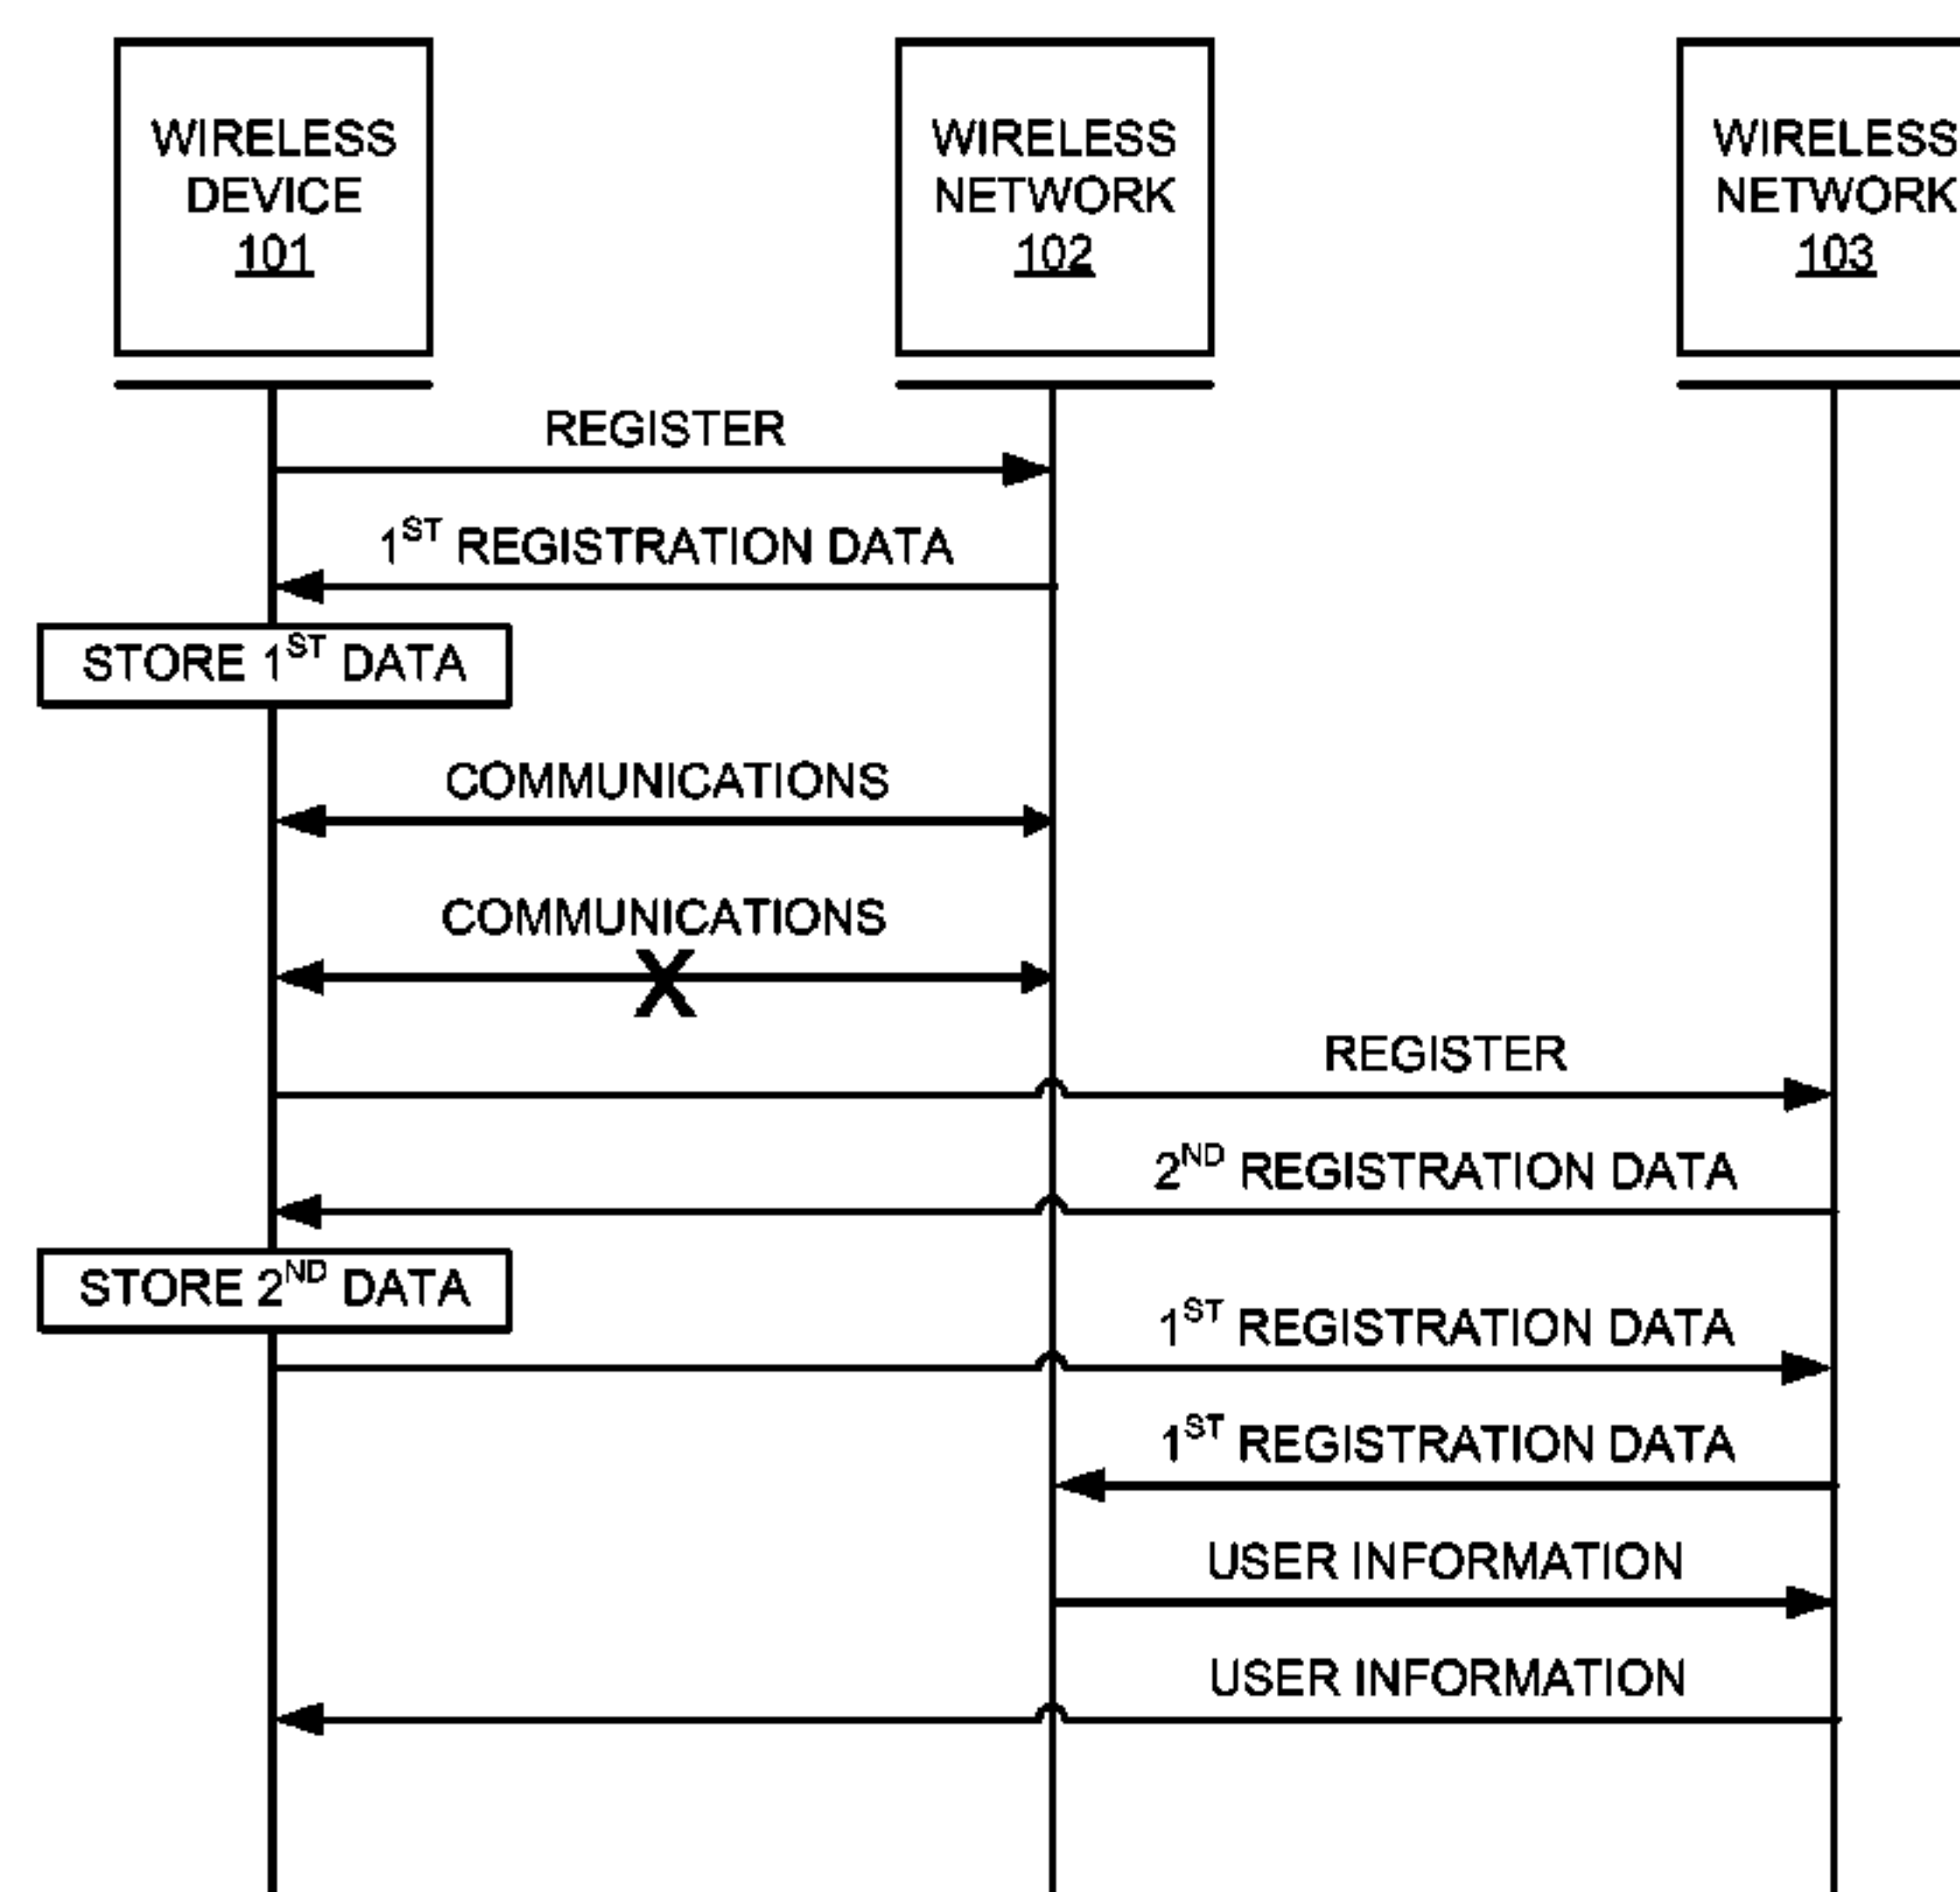 WIRELESS
DEVICE
101
WIRELESS
NETWORK
102
WIRELESS
NETWORK
103
REGISTER
1ST REGISTRATION DATA
STORE 1ST DATA
COMMUNICATIONS
COMMUNICATIONS
X
REGISTER
2ND REGISTRATION DATA
STORE 2ND DATA
1ST REGISTRATION DATA
1ST REGISTRATION DATA
USER INFORMATION
USER INFORMATION